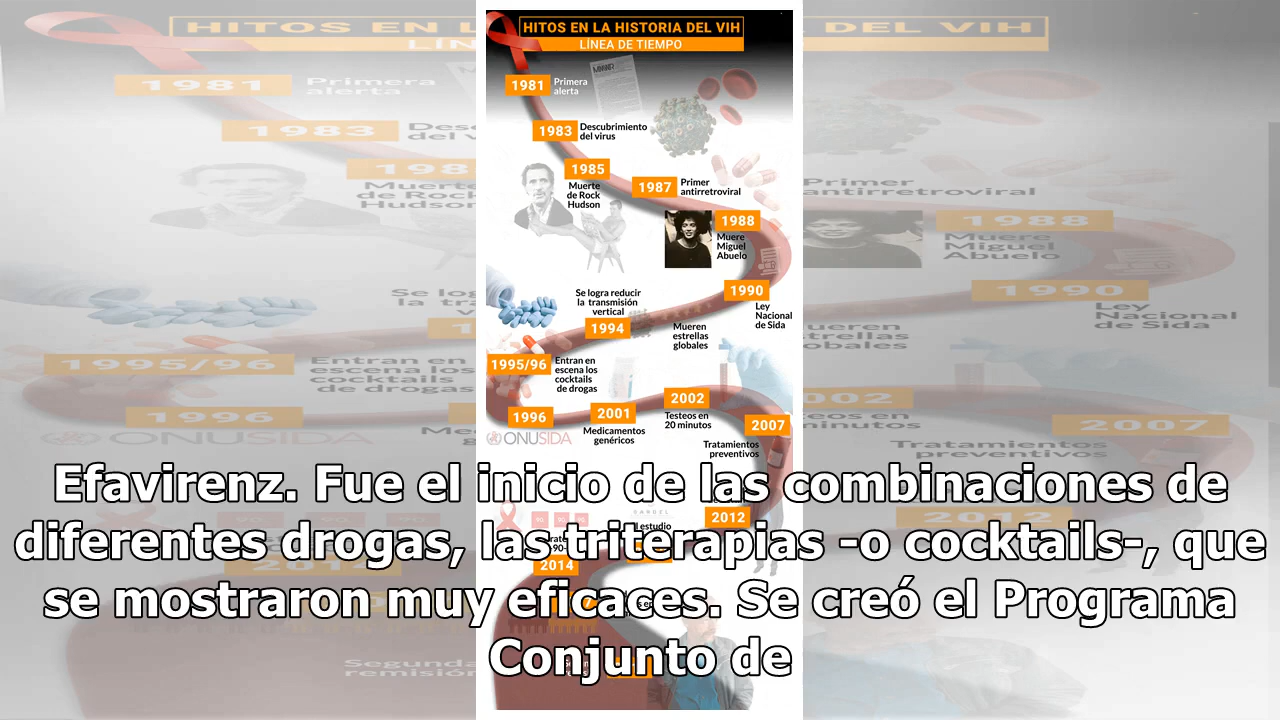 HITOS EN LA HISTORIA DEL VIH
LÍNEA DE TIEMPO
1981
Primera
alerta
1983
Descubrimiento
del virus
1985
Muerte
de Rock
Hudson
1987
Primer
antirretroviral
1988
Muere
Miguel
Abuelo
1990
Ley
Nacional
de Sida
Mueren
estrellas
globales
Se logra reducir
la transmisión
vertical
1994
1995/96
Entran en
escena los
cocktails
de drogas
1996
ONUSIDA
2001
Medicamentos
genéricos
2002
Testeos en
20 minutos
2007
Tratamientos
preventivos
2012
estudio
2014
Efavirenz. Fue el inicio de las combinaciones de
diferentes drogas, las triterapias -o cocktails-, que
se mostraron muy eficaces. Se creó el Programa
Conjunto de